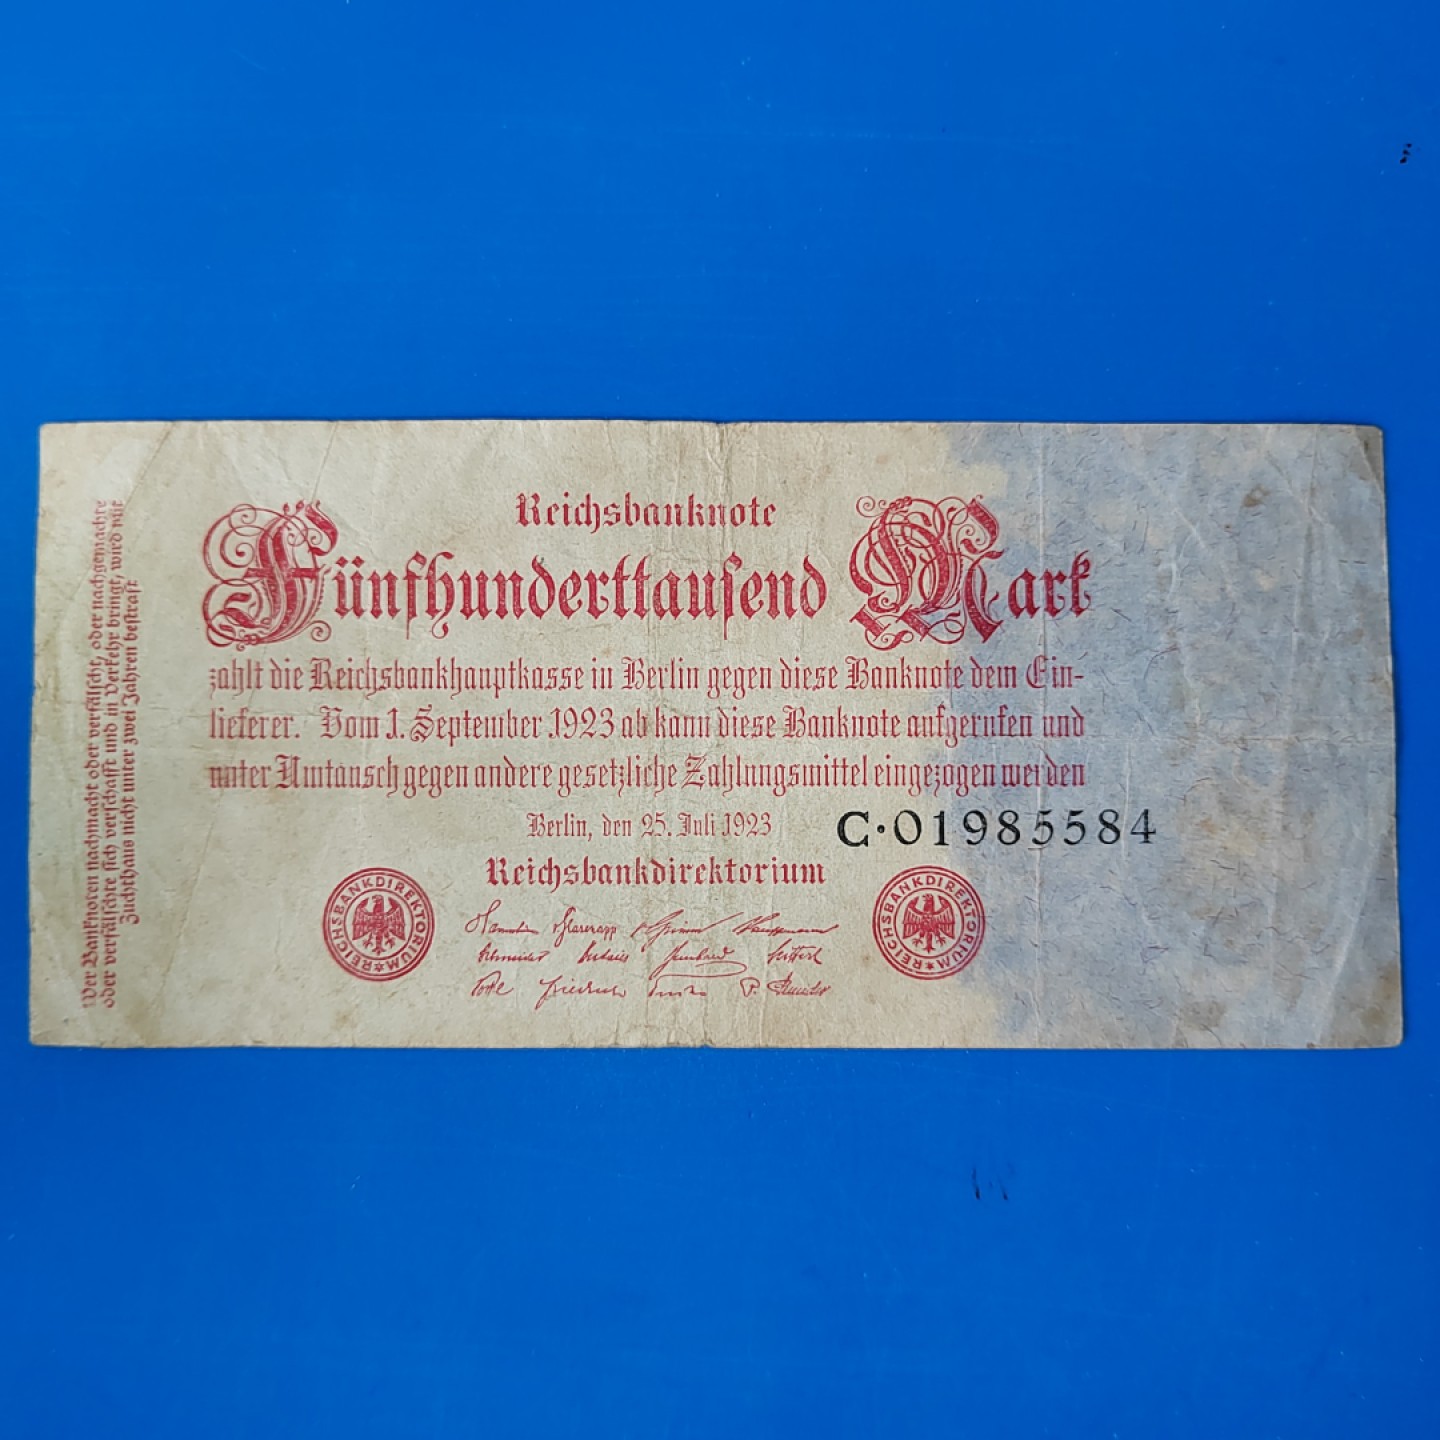 Reichsbanknote
Fünfhunderttausend Mark
zahlt die Reichsbankhauptkasse in Berlin gegen diese Banknote dem Ein-
lieferer. Vom 1. September 1923 ab kann diese Banknote aufgerufen und
unter Umtausch gegen andere gesetzliche Zahlungsmittel eingezogen werden
Berlin, den 25. Juli 1923
C·01985584
Reichsbankdirektorium
REICHSBANKDIREKTORIUM
REICHSBANKDIREKTORIUM
Wer Banknoten nachmacht oder verfälscht, oder nachgemachte
oder verfälschte sich verschafft und in Verkehr bringt, wird mit
Zuchthaus nicht unter zwei Jahren bestraft